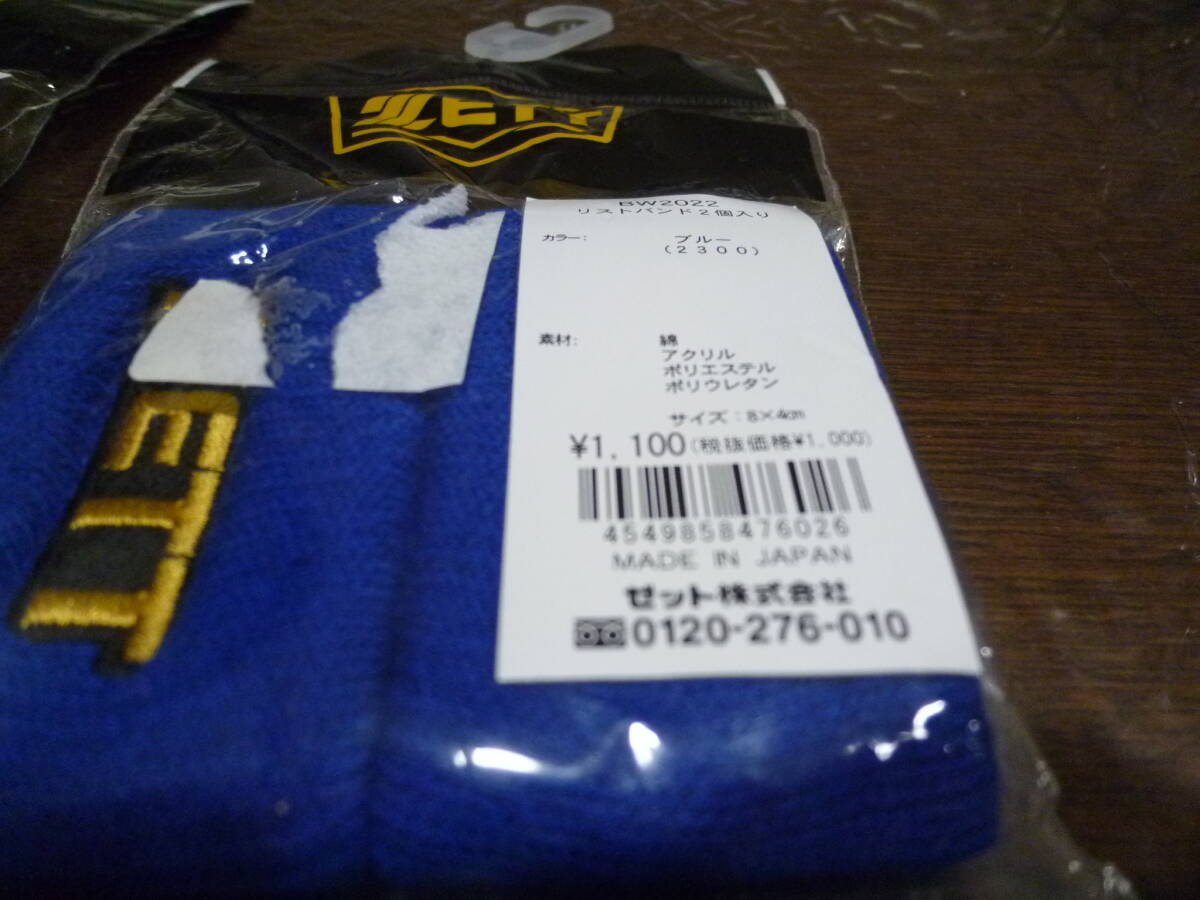 ZETT
BW2022
リストバンド2個入り
カラー: ブルー
(2300)
素材: 綿
アクリル
ポリエステル
ポリウレタン
サイズ:8×4cm
¥1,100(税抜価格¥1,000)
4549858476026
MADE IN JAPAN
ゼット株式会社
0120-276-010
ETT